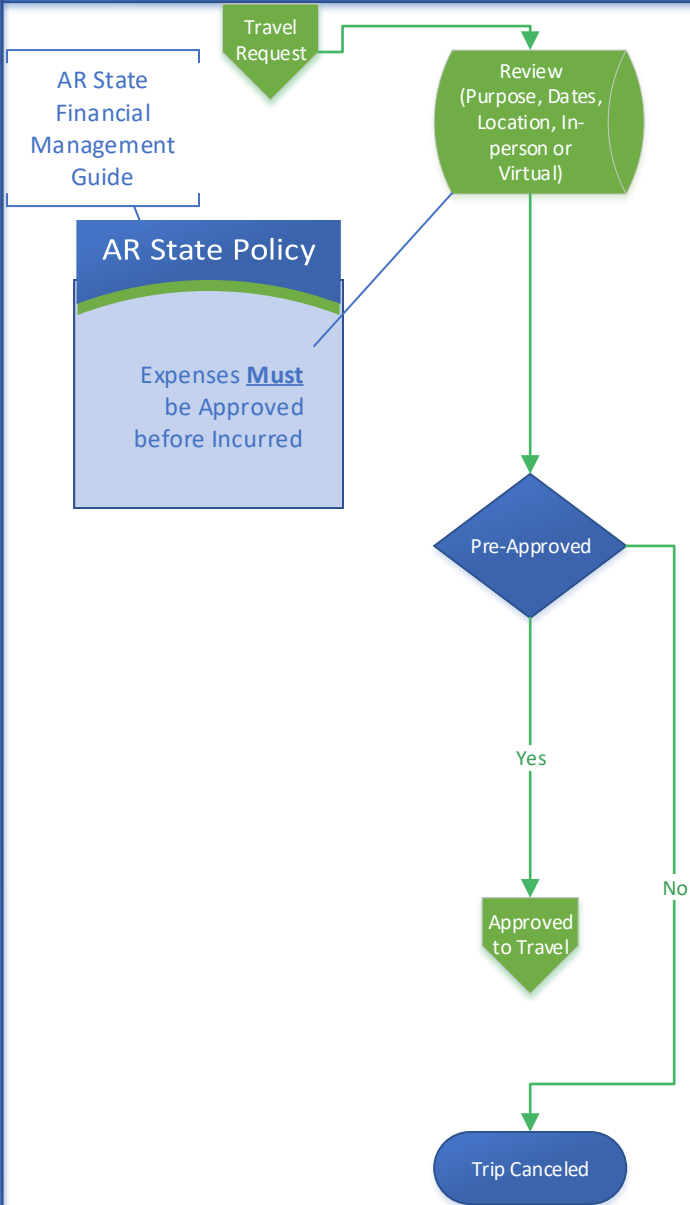 Travel
Request
AR State
Financial
Management
Guide
Review
(Purpose, Dates,
Location, In-
person or
Virtual)
AR State Policy
Expenses Must
be Approved
before Incurred
Pre-Approved
Yes
No
Approved
to Travel
Trip Canceled